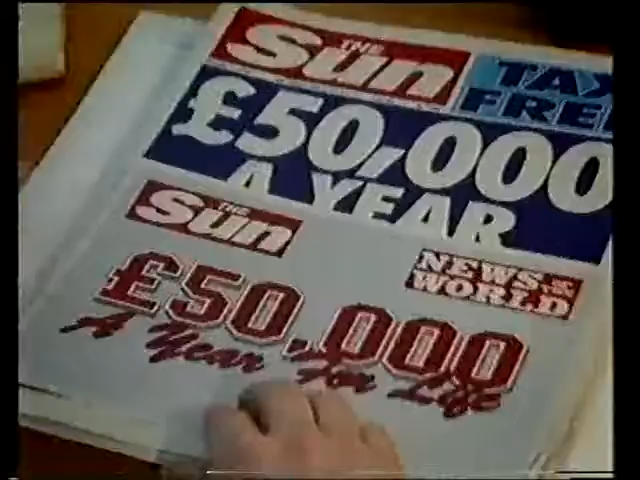 THE
Sun
TAX
FREE
£50,000
A YEAR
THE
Sun
NEWS OF THE
WORLD
£50,000
A Year For Life